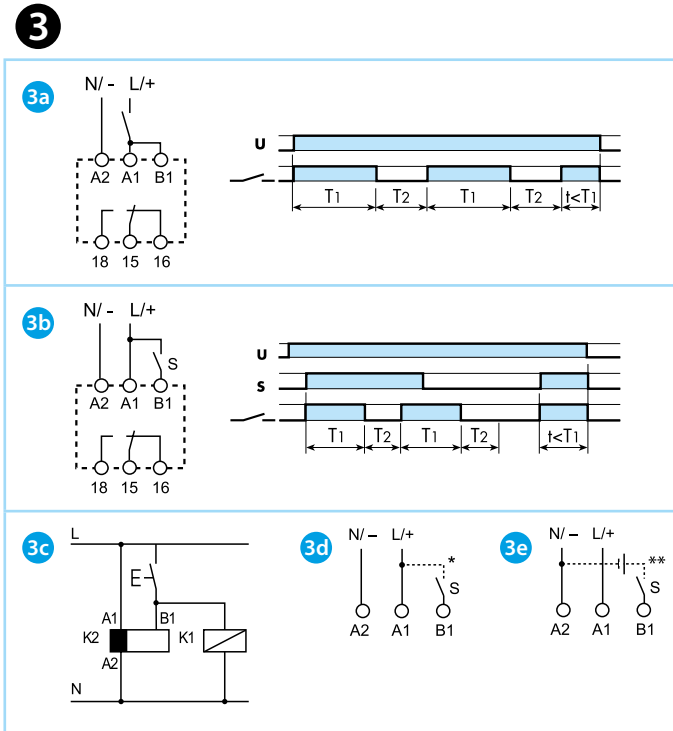 3
3a
N/ - L/+
A2 A1 B1
18 15 16
U
T1 T2 T1 T2 t<T1
3b
N/ - L/+
S
A2 A1 B1
18 15 16
U
S
T1 T2 T1 T2 t<T1
3c
L
E
A1 B1
K2 K1
A2
N
3d
N/ – L/+
*
S
A2 A1 B1
3e
N/ – L/+
**
S
A2 A1 B1